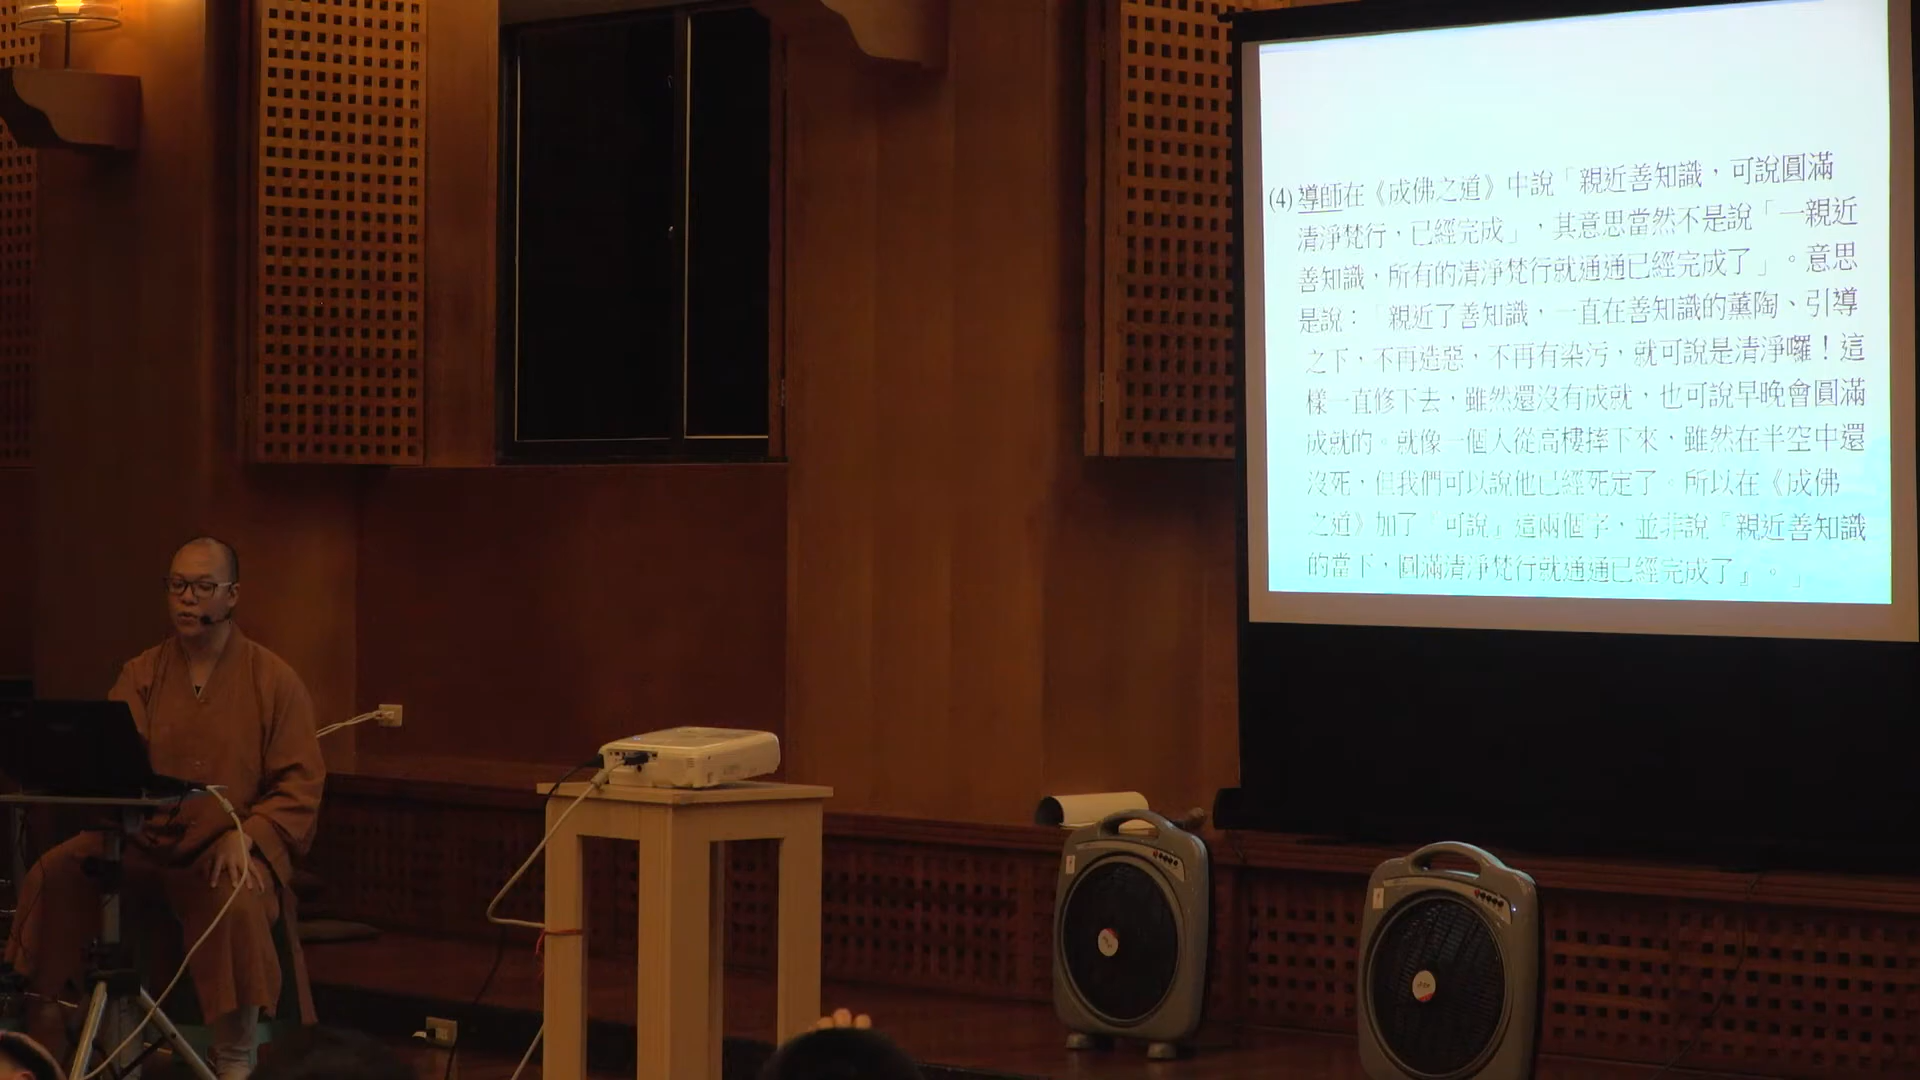 (4) 導師在《成佛之道》中說「親近善知識，可說圓滿
清淨梵行，已經完成」，其意思當然不是說「一親近
善知識，所有的清淨梵行就通通已經完成了」。意思
是說：「親近了善知識，一直在善知識的薰陶、引導
之下，不再造惡，不再有染污，就可說是清淨囉！這
樣一直修下去，雖然還沒有成就，也可說早晚會圓滿
成就的。就像一個人從高樓摔下來，雖然在半空中還
沒死，但我們可以說他已經死定了。所以在《成佛
之道》加了『可說』這兩個字，並非說『親近善知識
的當下，圓滿清淨梵行就通通已經完成了』。」